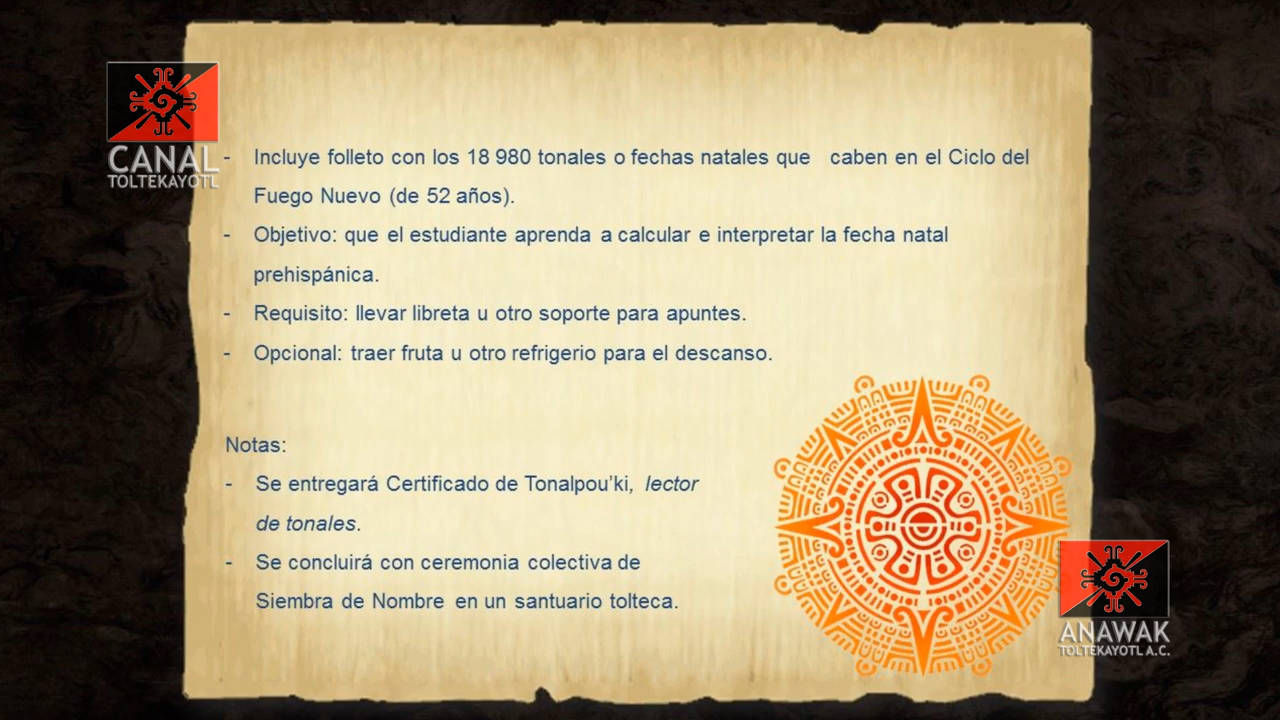 CANAL
TOLTEKAYOTL
- Incluye folleto con los 18 980 tonales o fechas natales que caben en el Ciclo del
Fuego Nuevo (de 52 años).
- Objetivo: que el estudiante aprenda a calcular e interpretar la fecha natal
prehispánica.
- Requisito: llevar libreta u otro soporte para apuntes.
- Opcional: traer fruta u otro refrigerio para el descanso.
Notas:
- Se entregará Certificado de Tonalpou’ki, lector
de tonales.
- Se concluirá con ceremonia colectiva de
Siembra de Nombre en un santuario tolteca.
ANAWAK
TOLTEKAYOTL A.C.